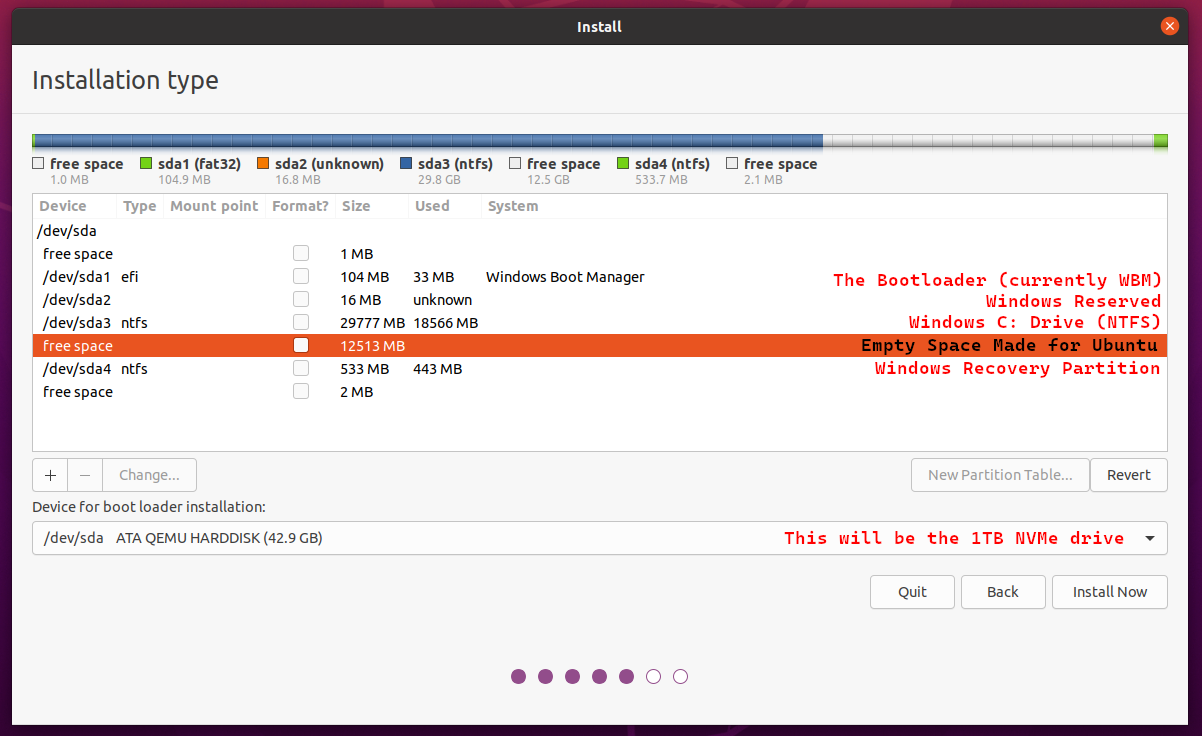 Install
Installation type
free space sda1 (fat32) sda2 (unknown) sda3 (ntfs) free space sda4 (ntfs) free space
1.0 MB 104.9 MB 16.8 MB 29.8 GB 12.5 GB 533.7 MB 2.1 MB
Device Type Mount point Format? Size Used System
/dev/sda
free space 1 MB
/dev/sda1 efi 104 MB 33 MB Windows Boot Manager The Bootloader (currently WBM)
/dev/sda2 16 MB unknown Windows Reserved
/dev/sda3 ntfs 29777 MB 18566 MB Windows C: Drive (NTFS)
free space 12513 MB Empty Space Made for Ubuntu
/dev/sda4 ntfs 533 MB 443 MB Windows Recovery Partition
free space 2 MB
+ − Change... New Partition Table... Revert
Device for boot loader installation:
/dev/sda ATA QEMU HARDDISK (42.9 GB) This will be the 1TB NVMe drive
Quit Back Install Now